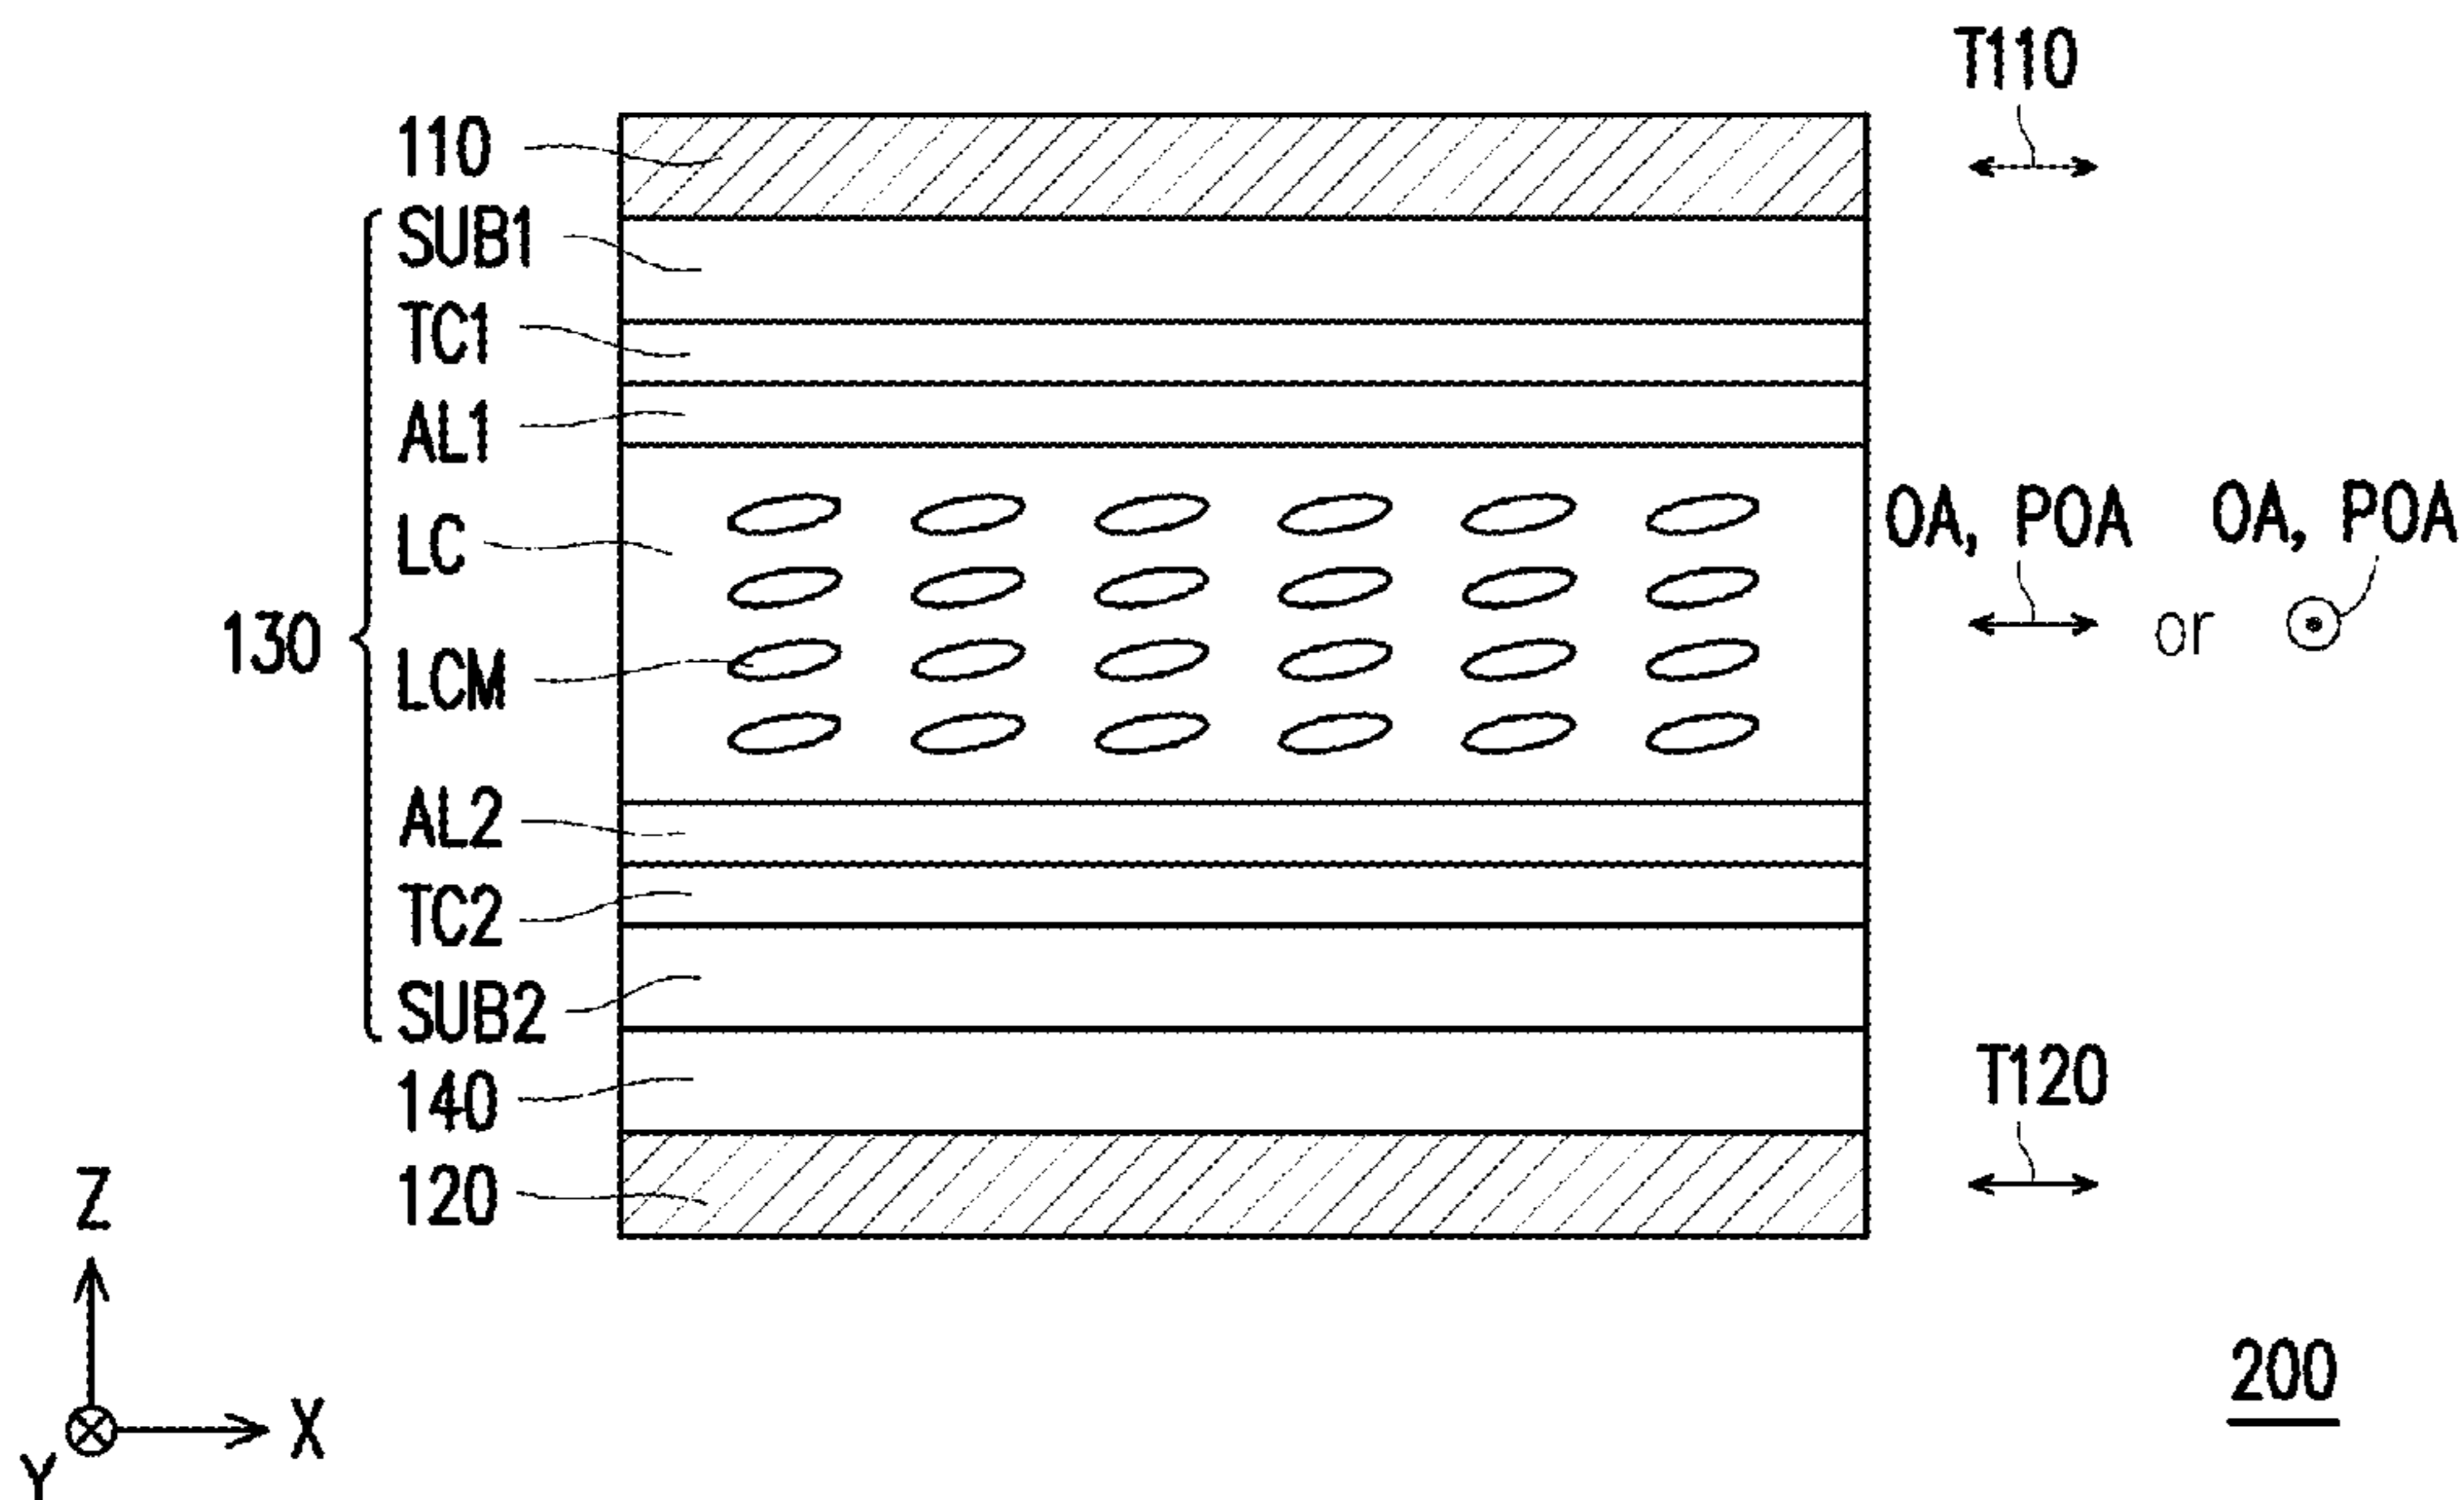 T110
110
SUB1
TC1
AL1
LC
OA, POA OA, POA
130
or
LCM
AL2
TC2
SUB2
T120
140
120
Z
X
Y
200